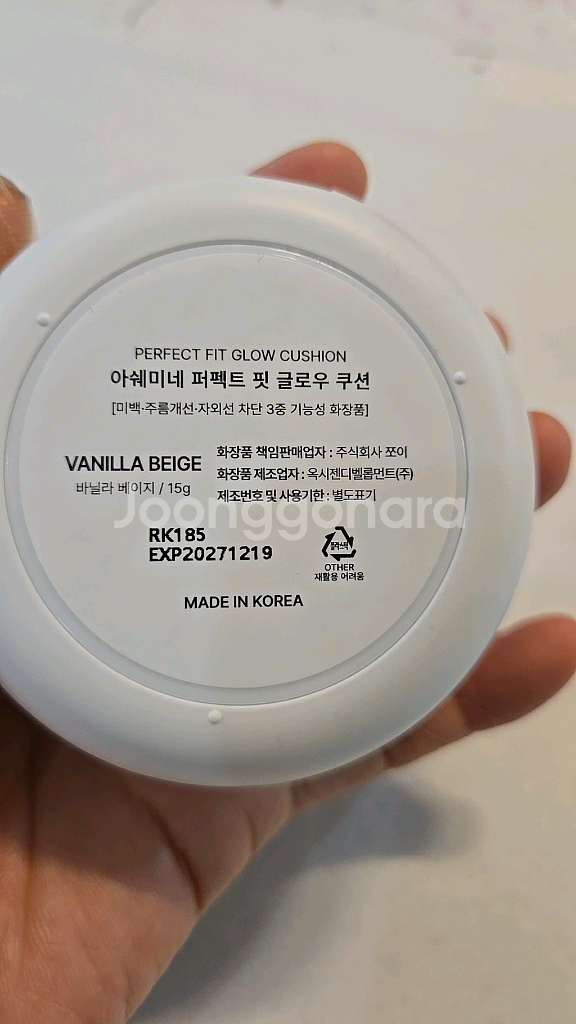 PERFECT FIT GLOW CUSHION
아쉐미네 퍼펙트 핏 글로우 쿠션
[미백·주름개선·자외선 차단 3중 기능성 화장품]
VANILLA BEIGE
바닐라 베이지 / 15g
화장품 책임판매업자 : 주식회사 쪼이
화장품 제조업자 : 옥시젠디벨롭먼트(주)
제조번호 및 사용기한 : 별도표기
Joonggonara
RK185
EXP20271219
플라스틱
OTHER
재활용 어려움
MADE IN KOREA